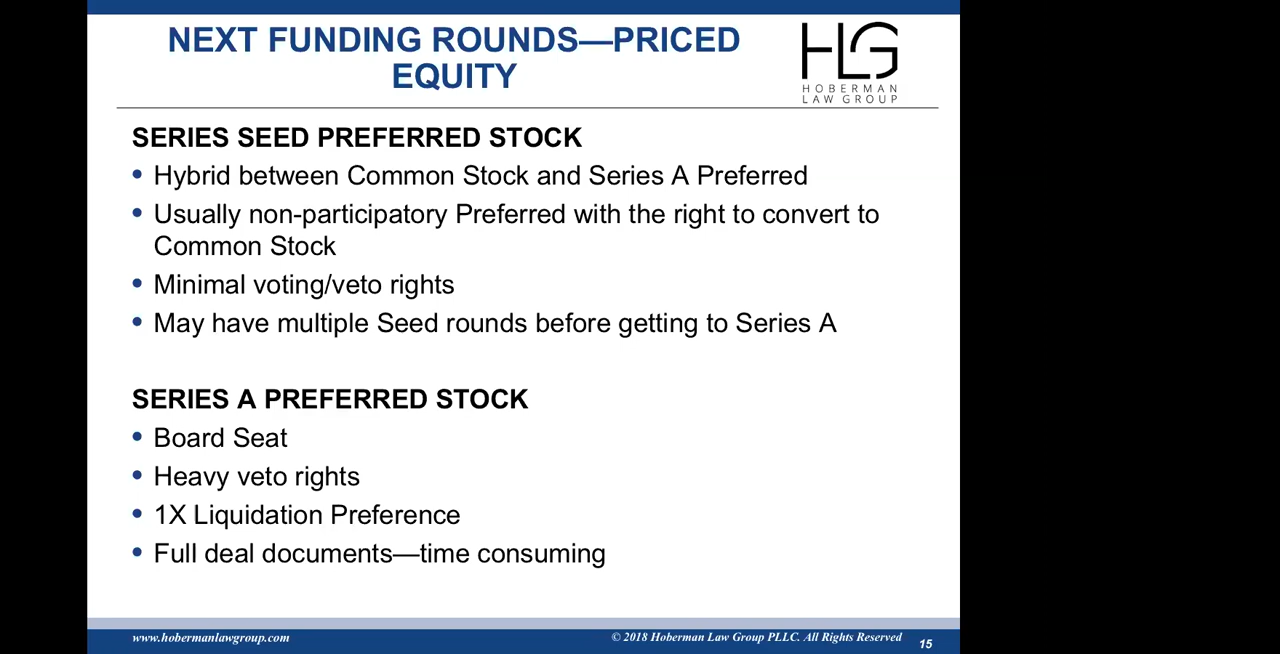 NEXT FUNDING ROUNDS—PRICED
EQUITY
HLG
HOBERMAN
LAW GROUP
SERIES SEED PREFERRED STOCK
• Hybrid between Common Stock and Series A Preferred
• Usually non-participatory Preferred with the right to convert to
Common Stock
• Minimal voting/veto rights
• May have multiple Seed rounds before getting to Series A
SERIES A PREFERRED STOCK
• Board Seat
• Heavy veto rights
• 1X Liquidation Preference
• Full deal documents—time consuming
www.hobermanlawgroup.com
© 2018 Hoberman Law Group PLLC. All Rights Reserved
15